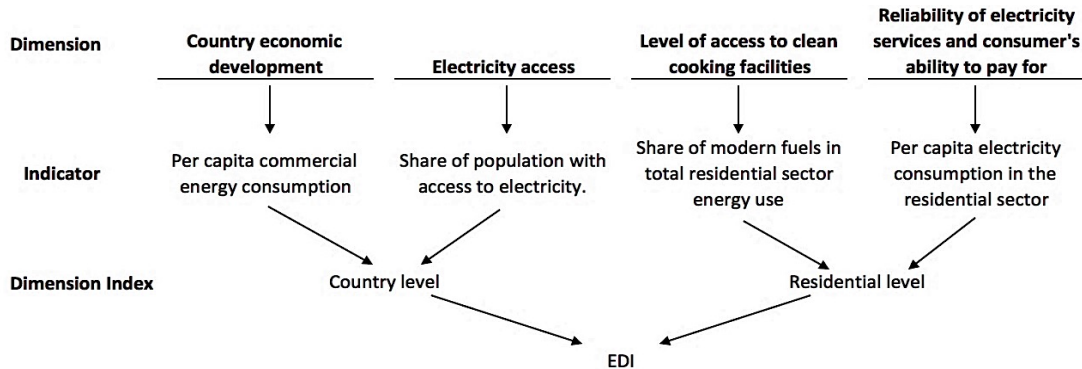 Dimension
Country economic
development
Electricity access
Level of access to clean
cooking facilities
Reliability of electricity
services and consumer's
ability to pay for
Indicator
Per capita commercial
energy consumption
Share of population with
access to electricity.
Share of modern fuels in
total residential sector
energy use
Per capita electricity
consumption in the
residential sector
Dimension Index
Country level
Residential level
EDI